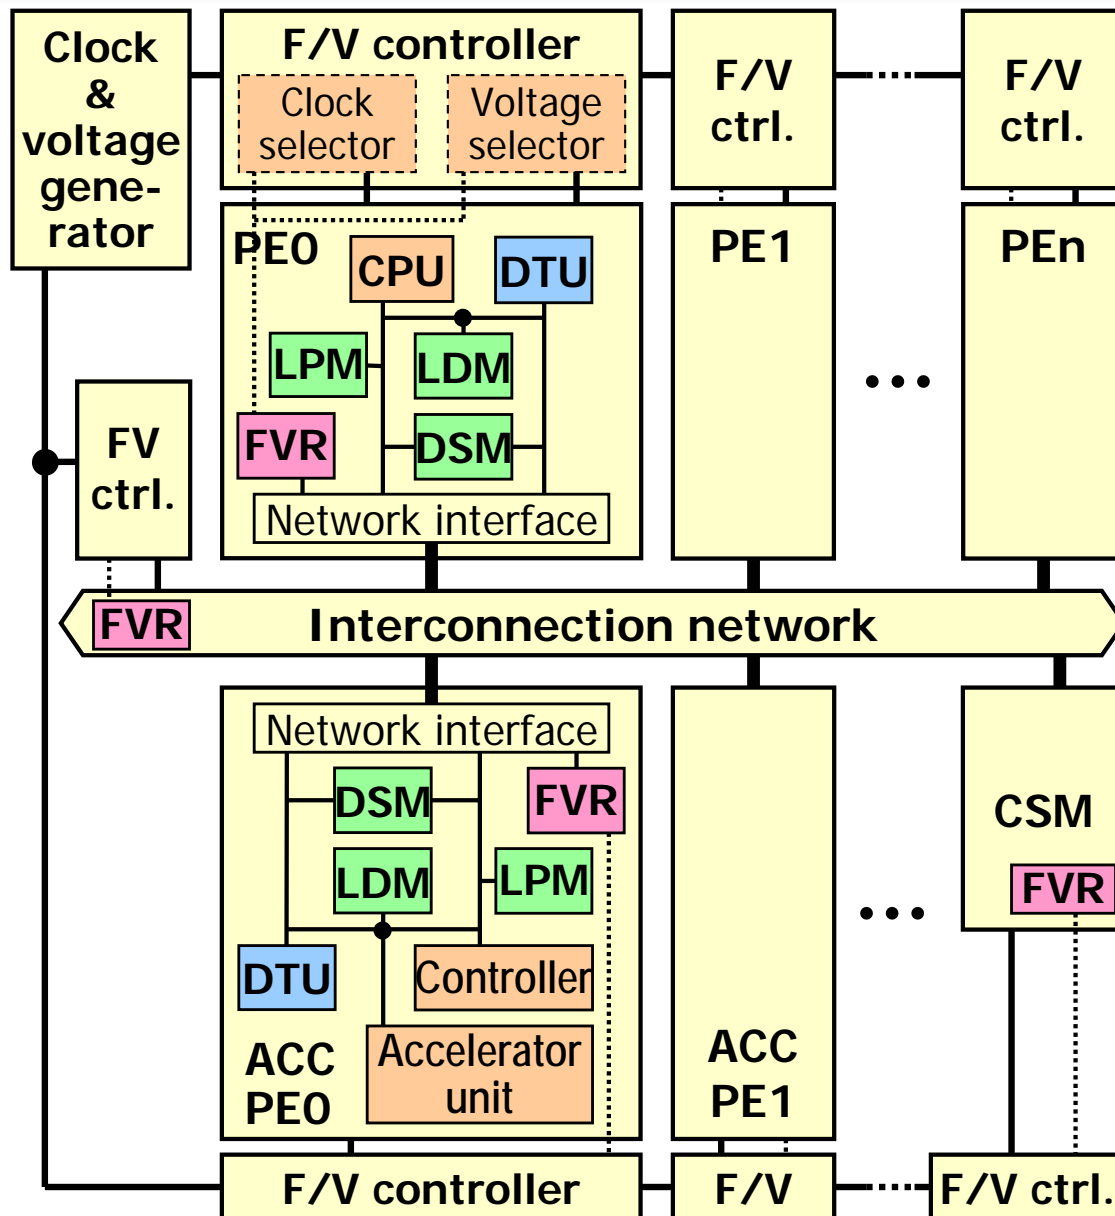 Clock
&
voltage
gene-
rator
F/V controller
Clock
selector
Voltage
selector
F/V
ctrl.
F/V
ctrl.
PE0
CPU
DTU
LPM
LDM
FVR
DSM
Network interface
PE1
PEn
FV
ctrl.
FVR
Interconnection network
Network interface
DSM
FVR
LDM
LPM
DTU
Controller
Accelerator
unit
ACC
PE0
ACC
PE1
CSM
FVR
F/V controller
F/V
F/V ctrl.